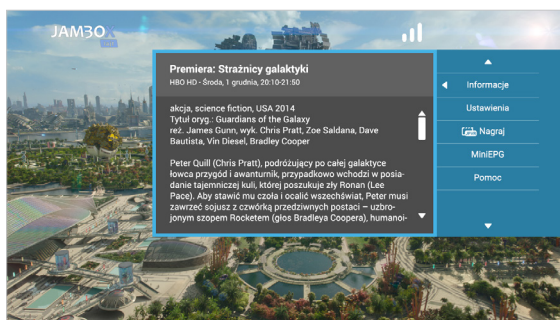 JAMBO
Premiera: Strażnicy galaktyki
HBO HD - Środa, 1 grudnia, 20:10-21:50
akcja, science fiction, USA 2014
Tytuł oryg.: Guardians of the Galaxy
reż. James Gunn, wyk. Chris Pratt, Zoe Saldana, Dave
Bautista, Vin Diesel, Bradley Cooper
Peter Quill (Chris Pratt), podróżujący po całej galaktyce
łowca przygód i awanturnik, przypadkowo wchodzi w posia-
danie tajemniczej kuli, której poszukuje zły Ronan (Lee
Pace). Aby stawić mu czoła i ocalić wszechświat, Peter musi
zawrzeć sojusz z czwórką przedziwnych postaci – uzbro-
jonym szopem Rocketem (głos Bradleya Coopera), humanoi-
Informacje
Ustawienia
Nagraj
MiniEPG
Pomoc